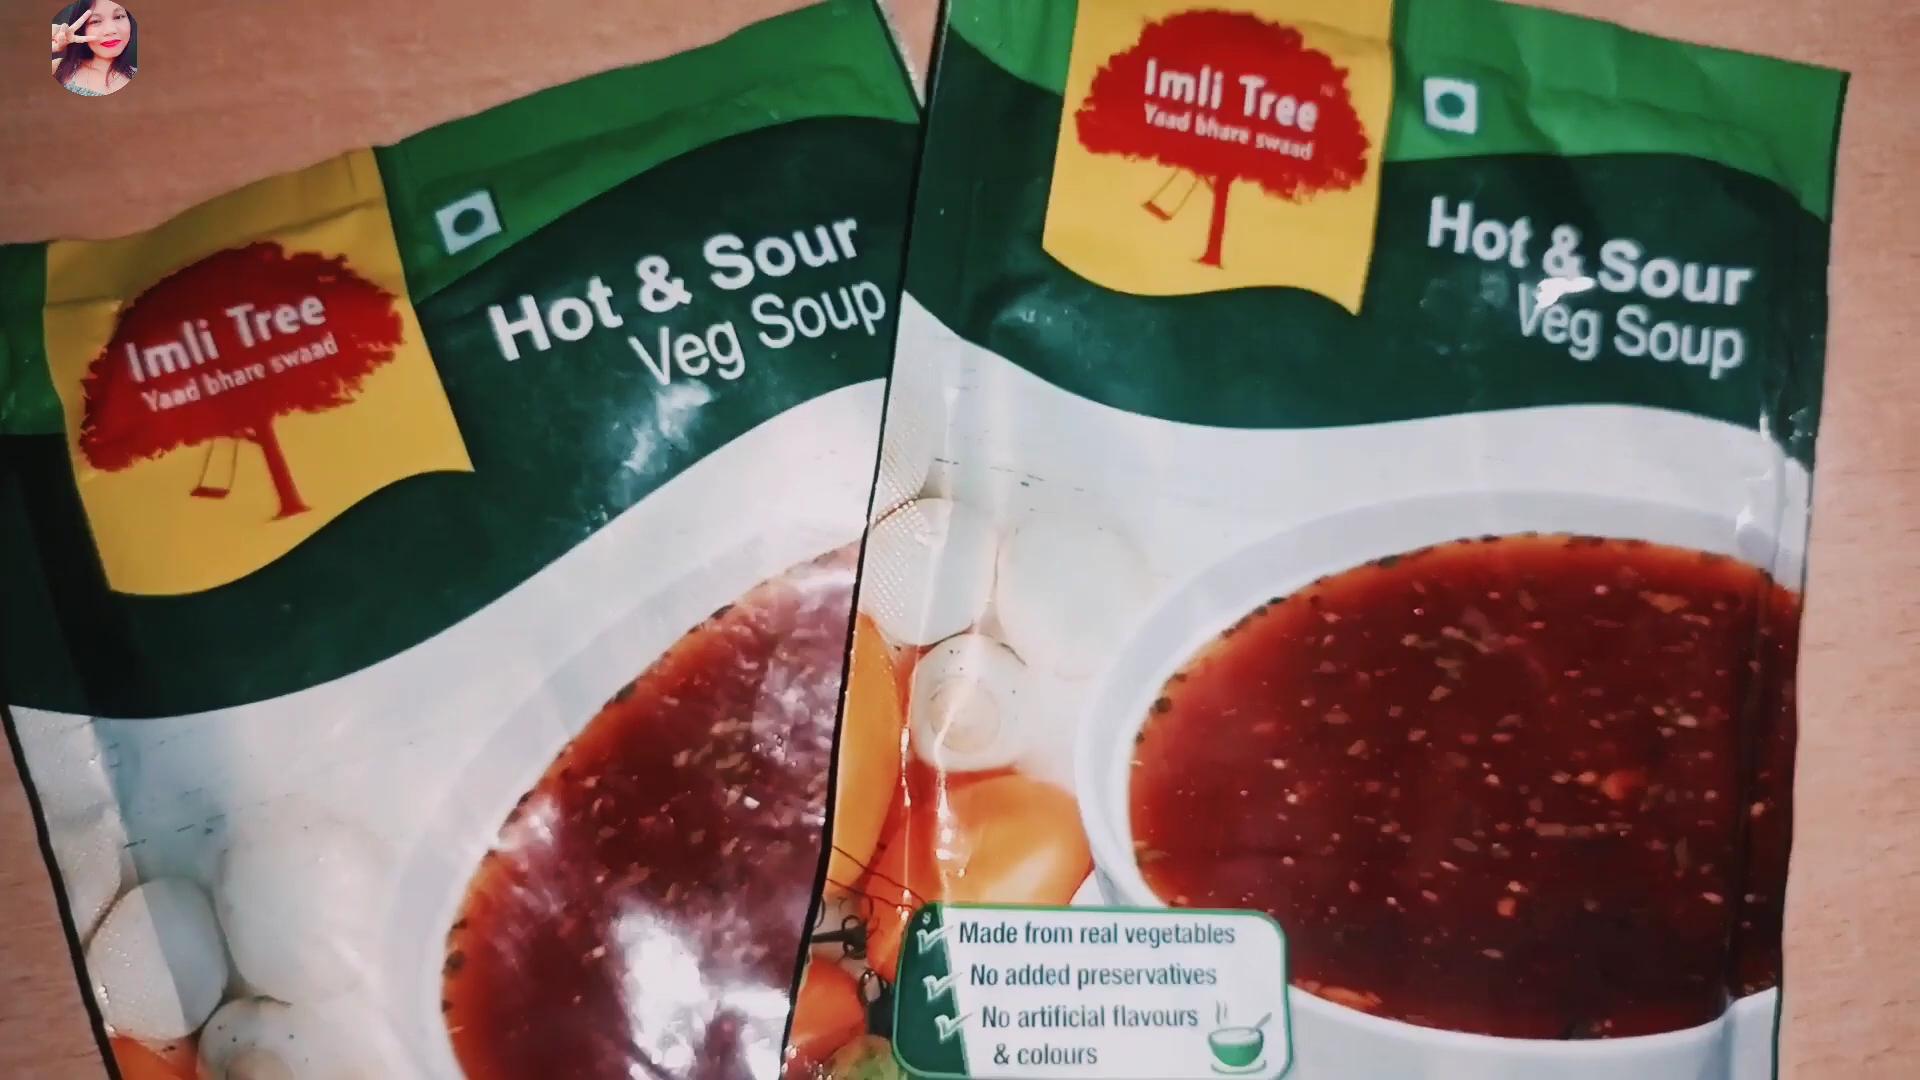 Imli Tree
Yaad bhare swaad
Hot & Sour
Veg Soup
Imli Tree
Yaad bhare swaad
Hot & Sour
Veg Soup
Made from real vegetables
No added preservatives
No artificial flavours
& colours